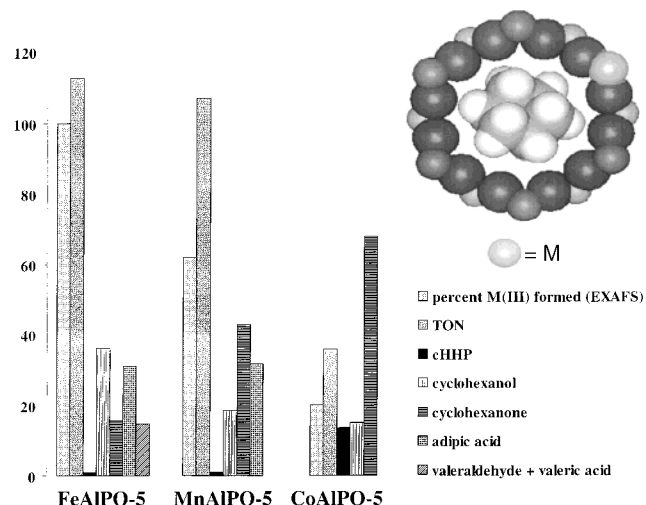 120
100
80
60
40
20
0
FeAlPO-5 MnAlPO-5 CoAlPO-5
= M
percent M(III) formed (EXAFS)
TON
cHHP
cyclohexanol
cyclohexanone
adipic acid
valeraldehyde + valeric acid